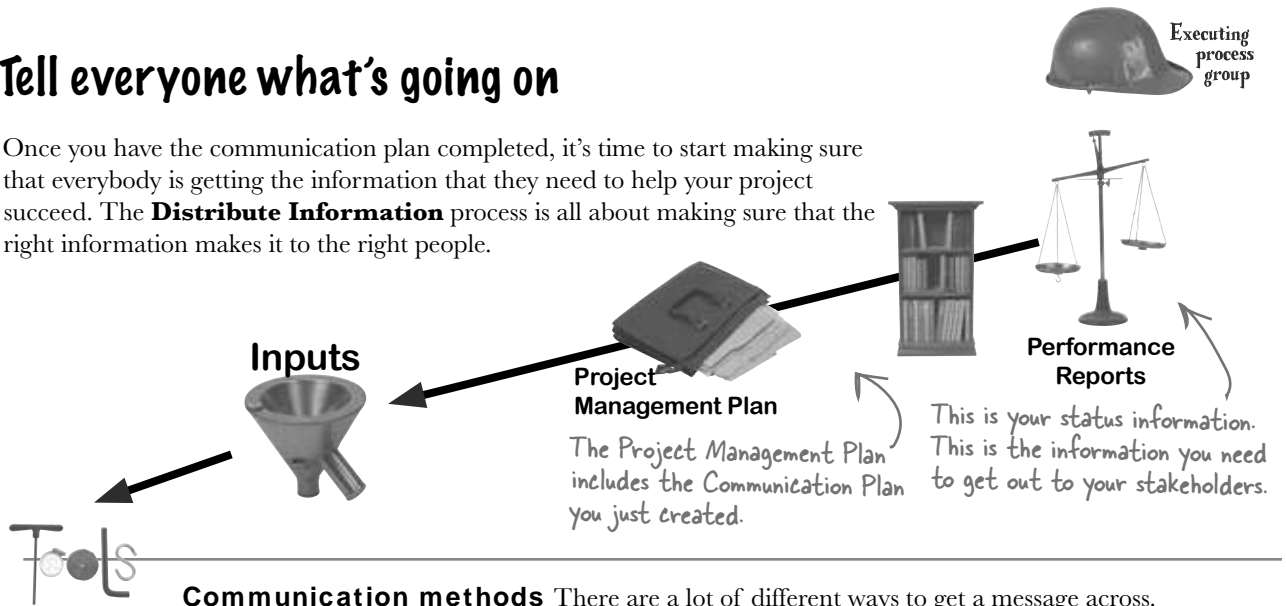 Executing
process
group
Tell everyone what's going on
Once you have the communication plan completed, it's time to start making sure
that everybody is getting the information that they need to help your project
succeed. The Distribute Information process is all about making sure that the
right information makes it to the right people.
Inputs
Project
Management Plan
The Project Management Plan
includes the Communication Plan
you just created.
Performance
Reports
This is your status information.
This is the information you need
to get out to your stakeholders.
Tools
Communication methods There are a lot of different ways to get a message across.